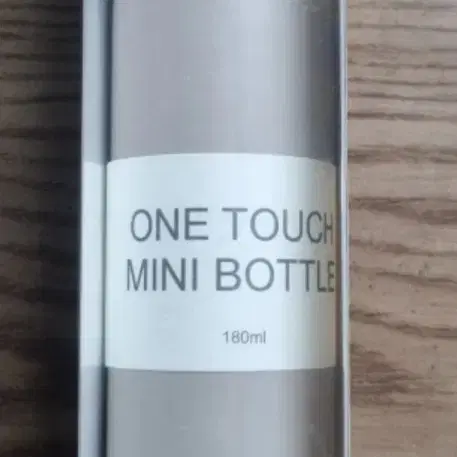 ONE TOUCH
MINI BOTTLE
180ml